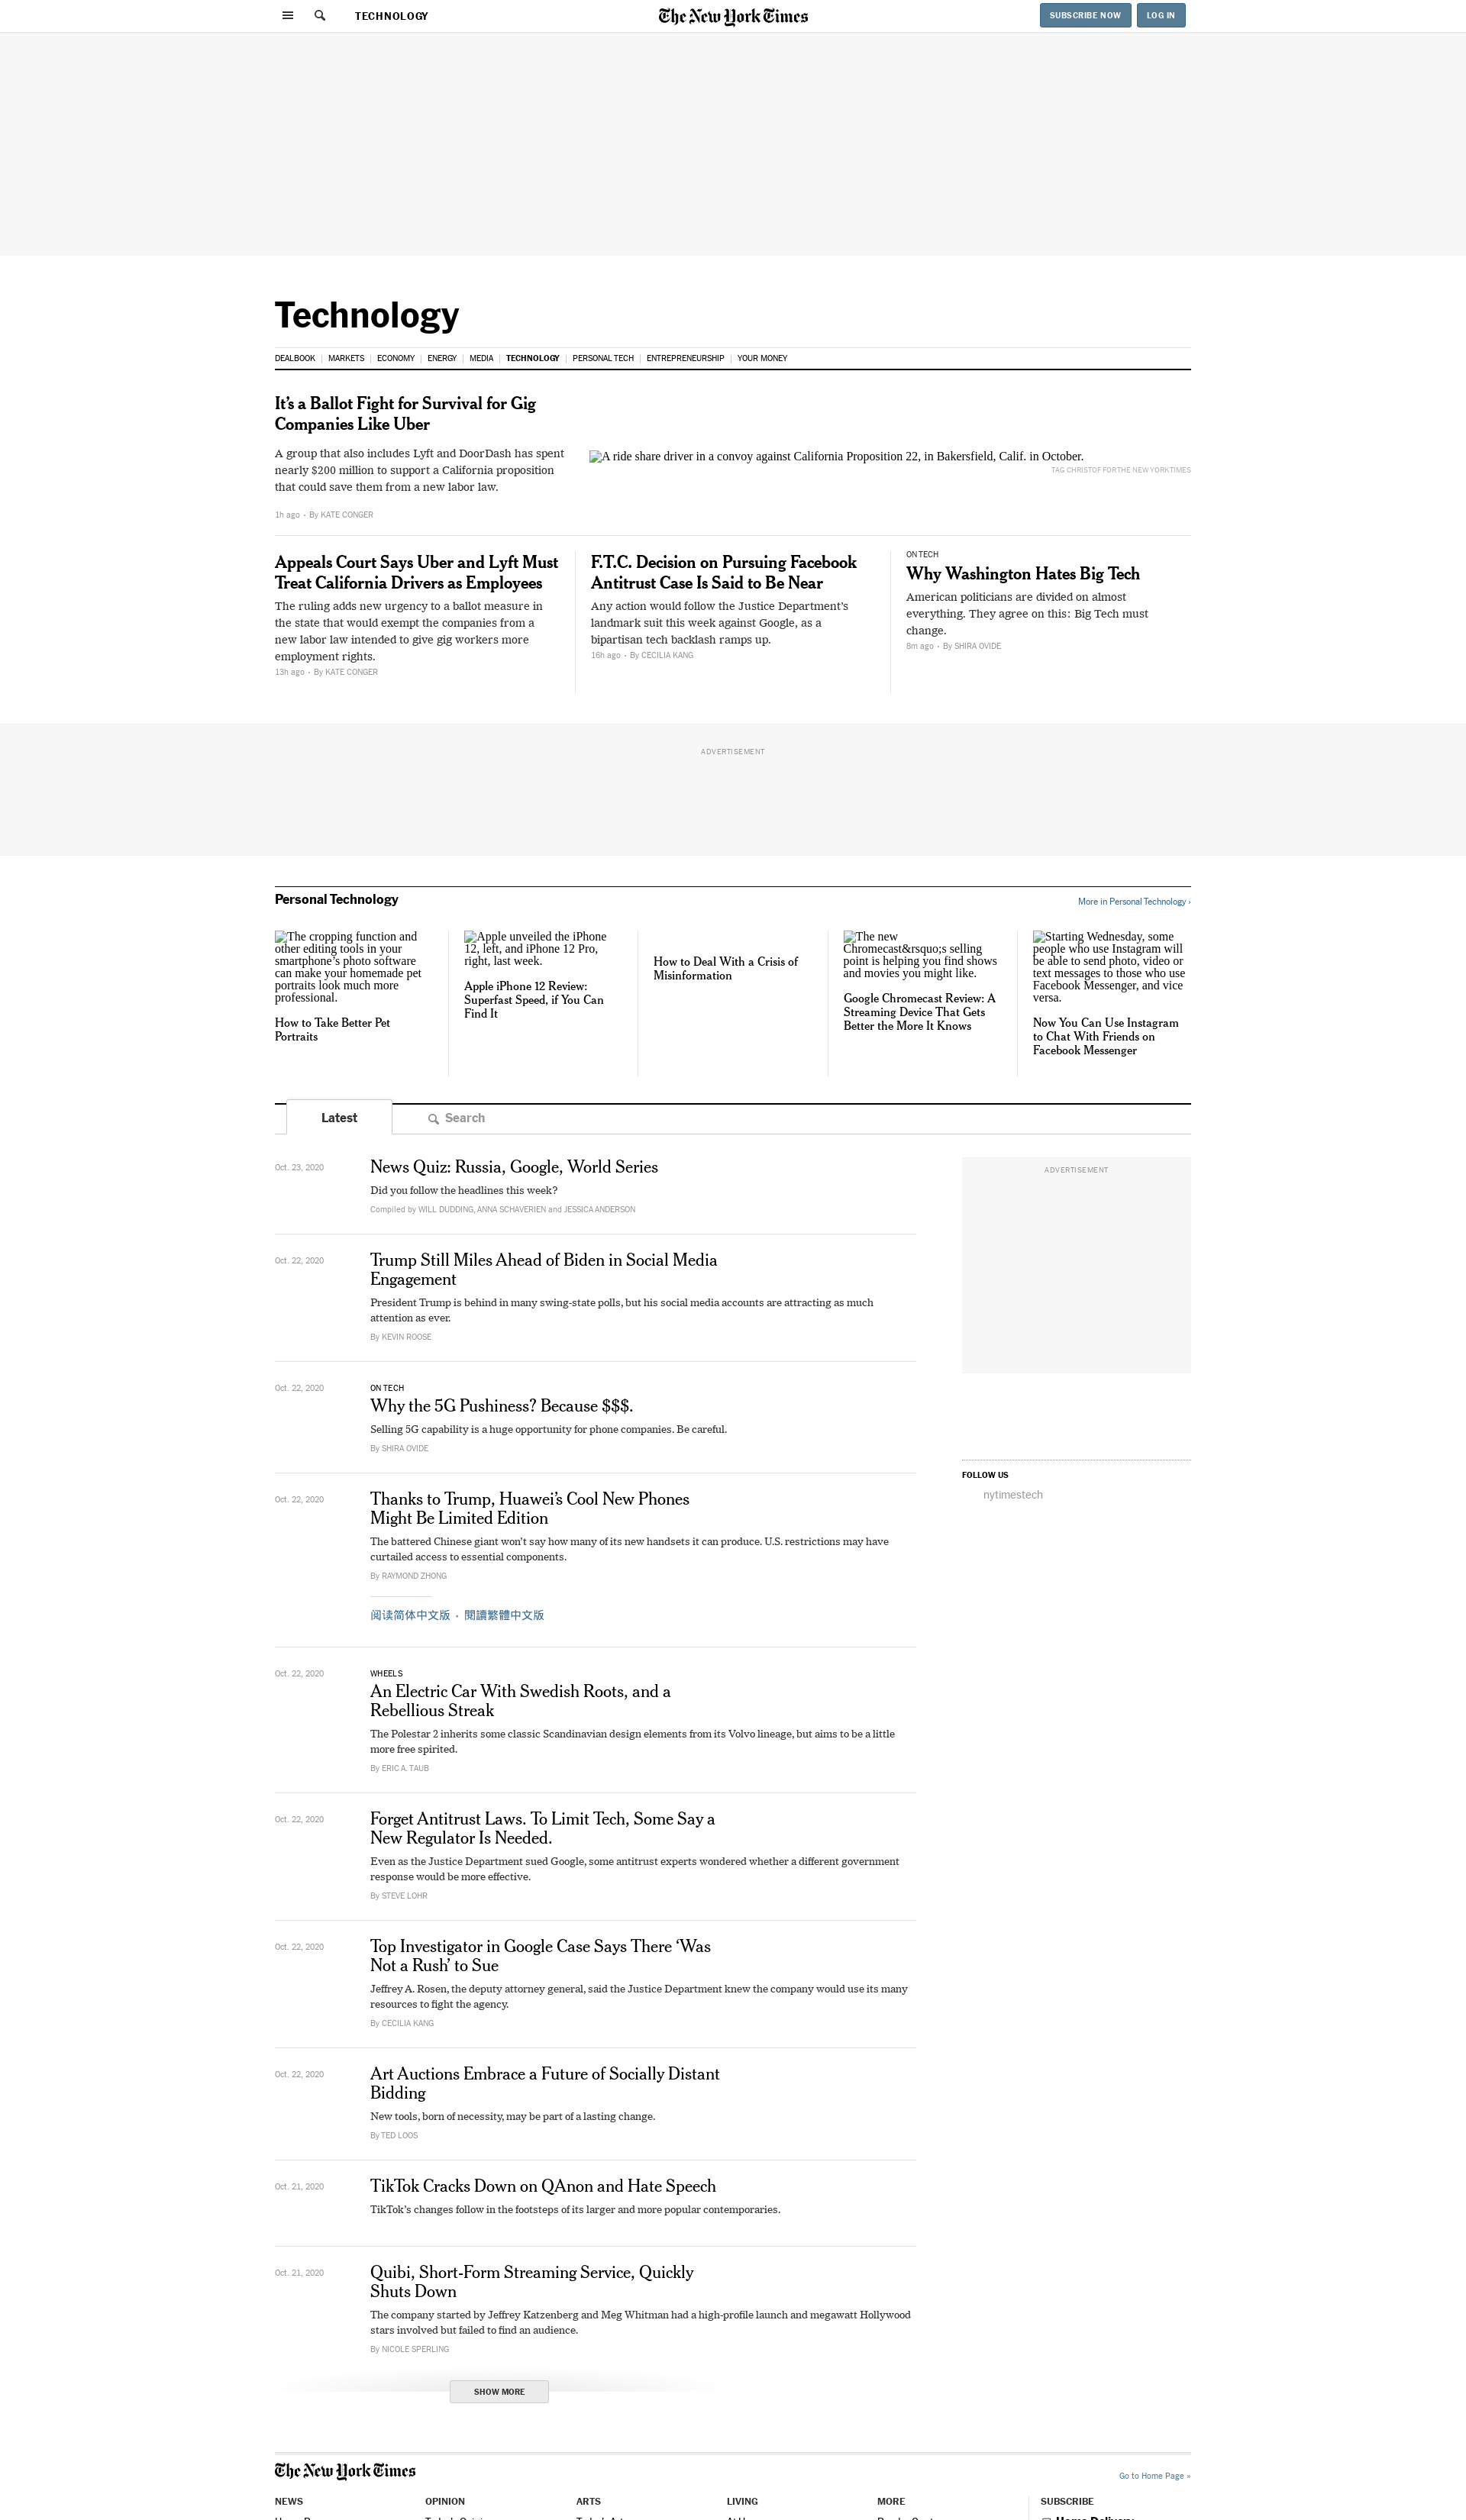 TECHNOLOGY
The New York Times
SUBSCRIBE NOW
LOG IN
Technology
DEALBOOK
MARKETS
ECONOMY
ENERGY
MEDIA
TECHNOLOGY
PERSONAL TECH
ENTREPRENEURSHIP
YOUR MONEY
It’s a Ballot Fight for Survival for Gig
Companies Like Uber
A group that also includes Lyft and DoorDash has spent
nearly $200 million to support a California proposition
that could save them from a new labor law.
1h ago • By KATE CONGER
A ride share driver in a convoy against California Proposition 22, in Bakersfield, Calif. in October.
TAG CHRISTOF FOR THE NEW YORK TIMES
Appeals Court Says Uber and Lyft Must
Treat California Drivers as Employees
The ruling adds new urgency to a ballot measure in
the state that would exempt the companies from a
new labor law intended to give gig workers more
employment rights.
13h ago • By KATE CONGER
F.T.C. Decision on Pursuing Facebook
Antitrust Case Is Said to Be Near
Any action would follow the Justice Department’s
landmark suit this week against Google, as a
bipartisan tech backlash ramps up.
16h ago • By CECILIA KANG
ON TECH
Why Washington Hates Big Tech
American politicians are divided on almost
everything. They agree on this: Big Tech must
change.
8m ago • By SHIRA OVIDE
ADVERTISEMENT
Personal Technology
More in Personal Technology ›
The cropping function and
other editing tools in your
smartphone’s photo software
can make your homemade pet
portraits look much more
professional.
How to Take Better Pet
Portraits
Apple unveiled the iPhone
12, left, and iPhone 12 Pro,
right, last week.
Apple iPhone 12 Review:
Superfast Speed, if You Can
Find It
How to Deal With a Crisis of
Misinformation
The new
Chromecast&rsquo;s selling
point is helping you find shows
and movies you might like.
Google Chromecast Review: A
Streaming Device That Gets
Better the More It Knows
Starting Wednesday, some
people who use Instagram will
be able to send photo, video or
text messages to those who use
Facebook Messenger, and vice
versa.
Now You Can Use Instagram
to Chat With Friends on
Facebook Messenger
Latest
Search
Oct. 23, 2020
News Quiz: Russia, Google, World Series
Did you follow the headlines this week?
Compiled by WILL DUDDING, ANNA SCHAVERIEN and JESSICA ANDERSON
ADVERTISEMENT
Oct. 22, 2020
Trump Still Miles Ahead of Biden in Social Media
Engagement
President Trump is behind in many swing-state polls, but his social media accounts are attracting as much
attention as ever.
By KEVIN ROOSE
Oct. 22, 2020
ON TECH
Why the 5G Pushiness? Because $$$.
Selling 5G capability is a huge opportunity for phone companies. Be careful.
By SHIRA OVIDE
FOLLOW US
nytimestech
Oct. 22, 2020
Thanks to Trump, Huawei’s Cool New Phones
Might Be Limited Edition
The battered Chinese giant won’t say how many of its new handsets it can produce. U.S. restrictions may have
curtailed access to essential components.
By RAYMOND ZHONG
阅读简体中文版 • 閱讀繁體中文版
Oct. 22, 2020
WHEELS
An Electric Car With Swedish Roots, and a
Rebellious Streak
The Polestar 2 inherits some classic Scandinavian design elements from its Volvo lineage, but aims to be a little
more free spirited.
By ERIC A. TAUB
Oct. 22, 2020
Forget Antitrust Laws. To Limit Tech, Some Say a
New Regulator Is Needed.
Even as the Justice Department sued Google, some antitrust experts wondered whether a different government
response would be more effective.
By STEVE LOHR
Oct. 22, 2020
Top Investigator in Google Case Says There ‘Was
Not a Rush’ to Sue
Jeffrey A. Rosen, the deputy attorney general, said the Justice Department knew the company would use its many
resources to fight the agency.
By CECILIA KANG
Oct. 22, 2020
Art Auctions Embrace a Future of Socially Distant
Bidding
New tools, born of necessity, may be part of a lasting change.
By TED LOOS
Oct. 21, 2020
TikTok Cracks Down on QAnon and Hate Speech
TikTok’s changes follow in the footsteps of its larger and more popular contemporaries.
Oct. 21, 2020
Quibi, Short-Form Streaming Service, Quickly
Shuts Down
The company started by Jeffrey Katzenberg and Meg Whitman had a high-profile launch and megawatt Hollywood
stars involved but failed to find an audience.
By NICOLE SPERLING
SHOW MORE
The New York Times
Go to Home Page »
NEWS
OPINION
ARTS
LIVING
MORE
SUBSCRIBE